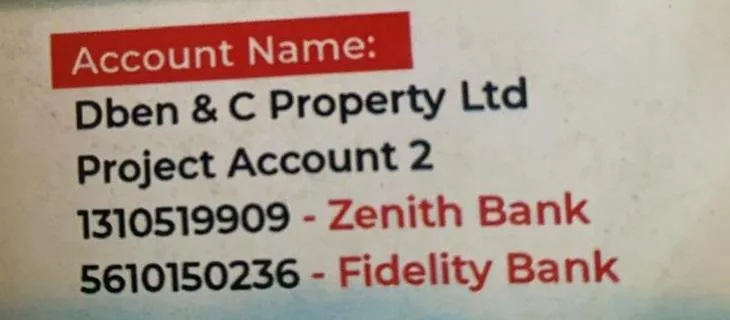 Account Name:
Dben & C Property Ltd
Project Account 2
1310519909 - Zenith Bank
5610150236 - Fidelity Bank